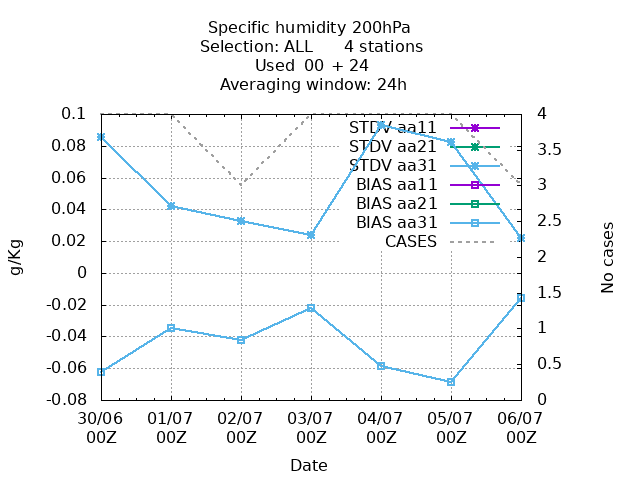 Specific humidity 200hPa
Selection: ALL      4 stations
Used  00  + 24
Averaging window: 24h
0.1
0.08
0.06
0.04
0.02
0
-0.02
-0.04
-0.06
-0.08
g/Kg
STDV aa11
STDV aa21
STDV aa31
BIAS aa11
BIAS aa21
BIAS aa31
CASES
4
3.5
3
2.5
2
1.5
1
0.5
0
No cases
30/06 01/07 02/07 03/07 04/07 05/07 06/07
00Z 00Z 00Z 00Z 00Z 00Z 00Z
Date